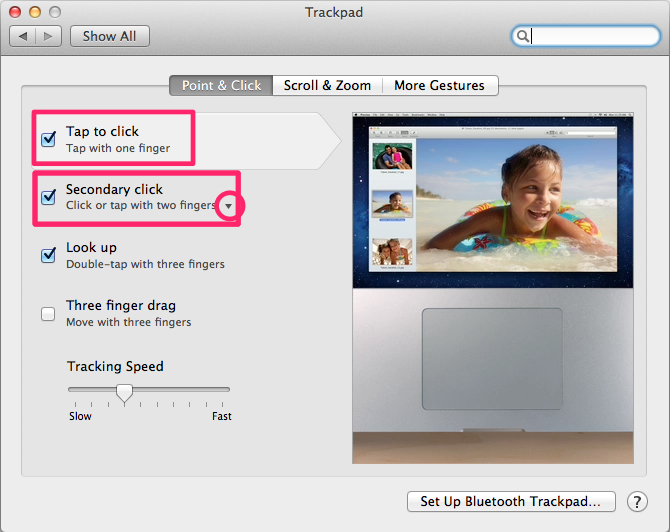 Trackpad
Show All
Point & Click
Scroll & Zoom
More Gestures
Tap to click
Tap with one finger
Secondary click
Click or tap with two fingers
Look up
Double-tap with three fingers
Three finger drag
Move with three fingers
Tracking Speed
Slow
Fast
Set Up Bluetooth Trackpad...
?